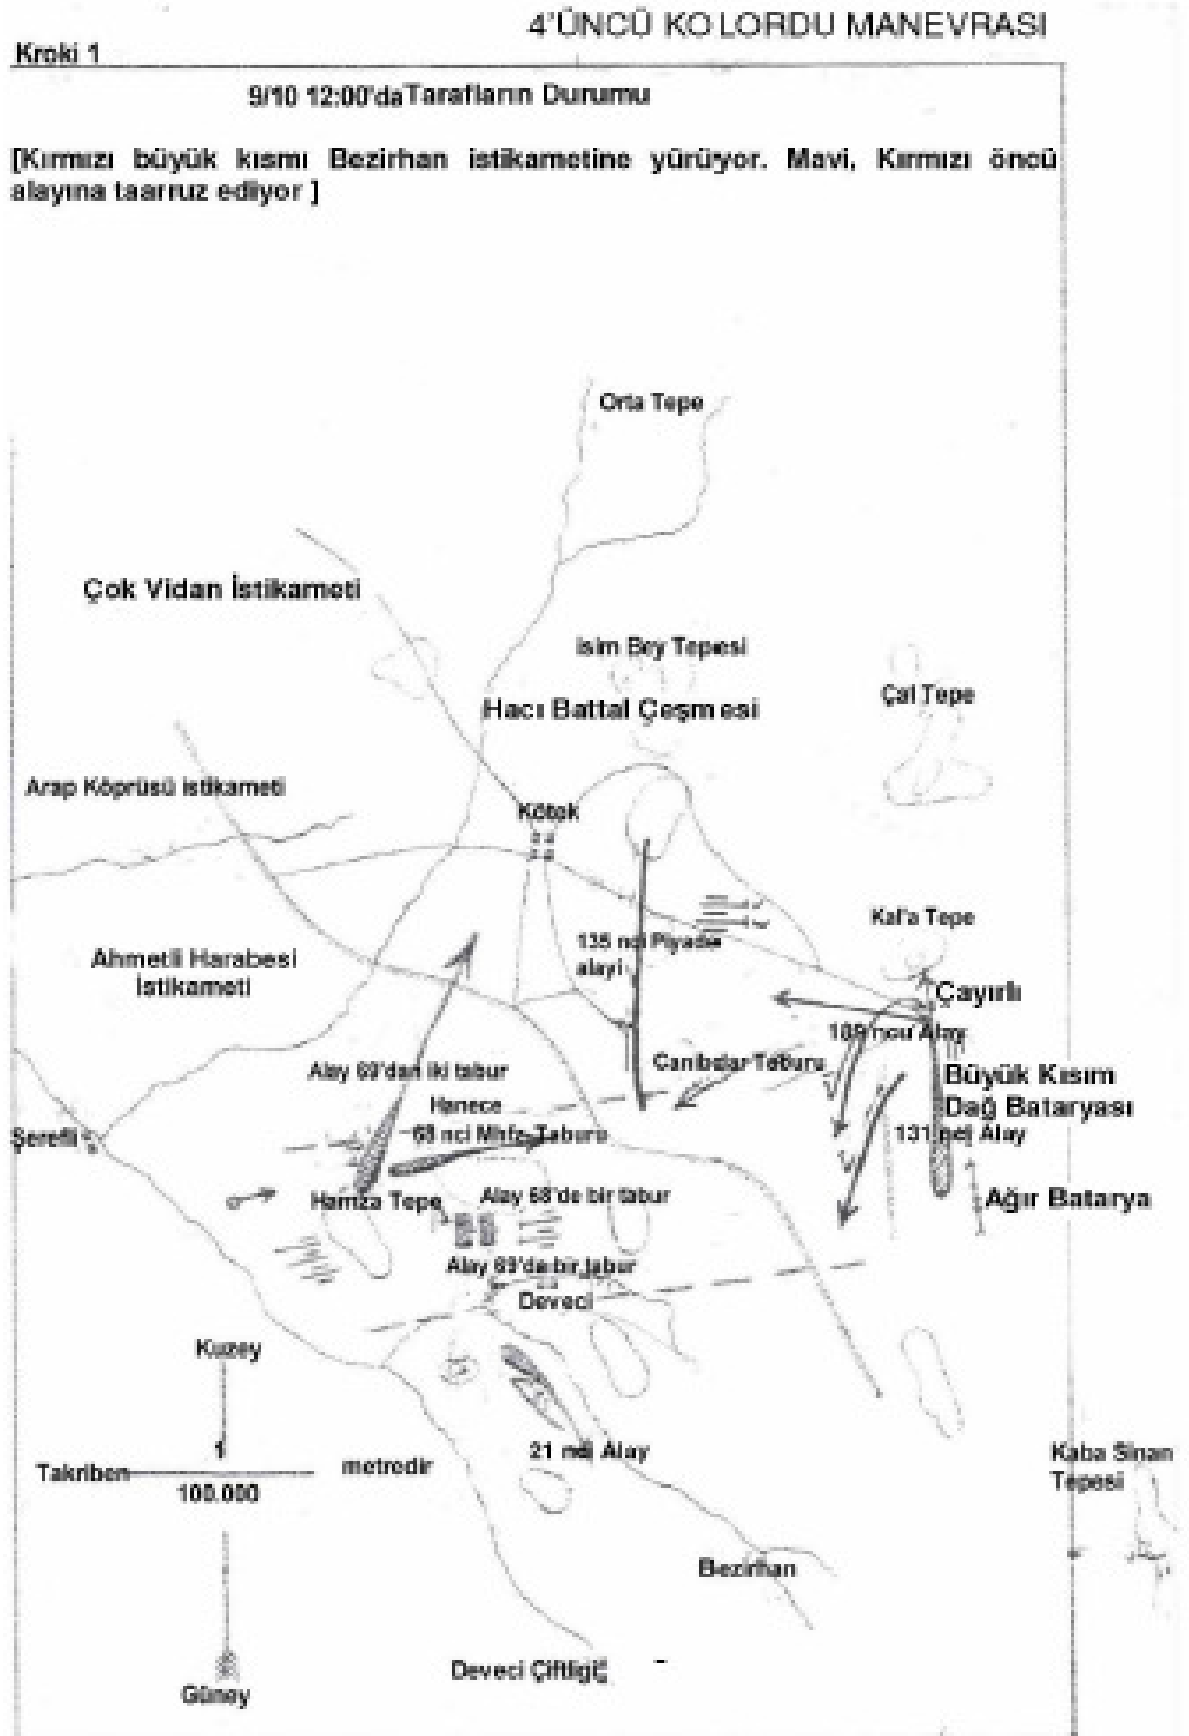 4'ÜNCÜ KOLORDU MANEVRASI
Kroki 1
9/10 12:00'da Tarafların Durumu
[Kırmızı büyük kısmı Bezirhan istikametine yürüyor. Mavi, Kırmızı öncü
alayına taarruz ediyor ]
Orta Tepe
Çok Vidan İstikameti
isim Bey Tepesi
Çal Tepe
Hacı Battal Çeşmesi
Arap Köprüsü istikameti
Kötek
Kal'a Tepe
135 nci Piyade
alayi
Ahmetli Harabesi
İstikameti
Çayırlı
Alay
Alay 69'dan iki tabur
Canibdar Taburu
Büyük Kısım
Dağ Bataryası
Henece
Şerefli
68 nci Mhfz. Taburu
131 nci Alay
Hamza Tepe
Alay 68'de bir tabur
Ağır Batarya
Alay 69'da bir tabur
Deveci
Kuzey
21 nci Alay
Kaba Sinan
Tepesi
1
Takriben
metredir
100.000
Bezirhan
Deveci Çiftligi
Güney